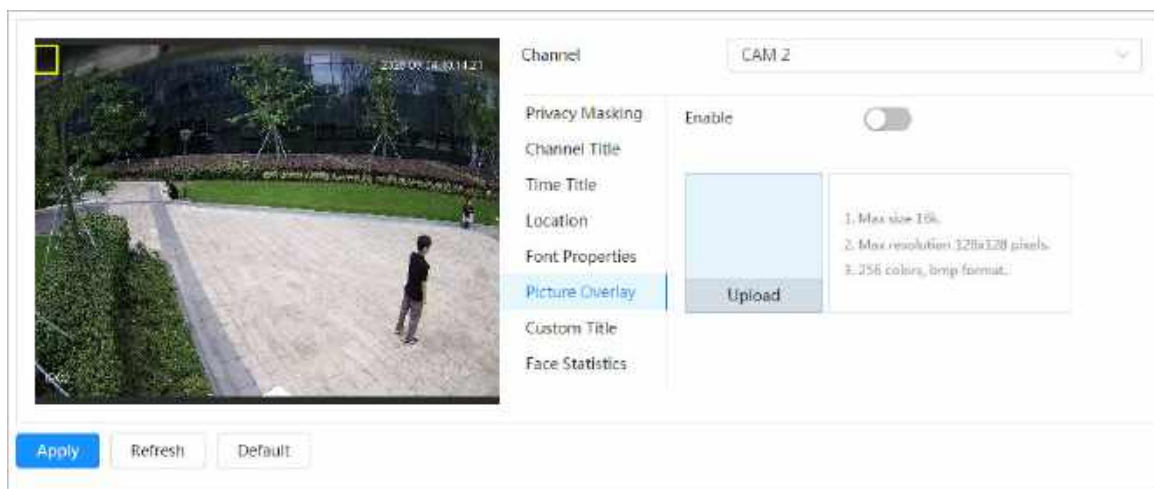 Channel
CAM 2
Privacy Masking
Channel Title
Time Title
Location
Font Properties
Picture Overlay
Custom Title
Face Statistics
Enable
Upload
1. Max size 16k.
2. Max resolution 128x128 pixels.
3. 256 colors, bmp format.
Apply
Refresh
Default